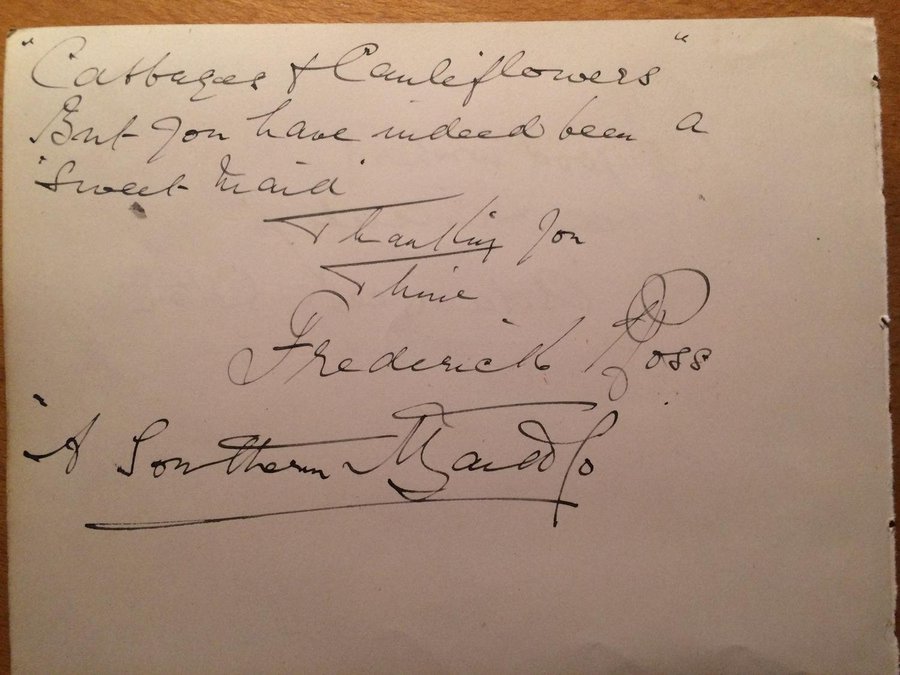 "Cabbages & Cauliflowers"
But you have indeed been a
"Sweet Maid"
Thanking you
Thine
Frederick Ross
"A Southern Maid Co